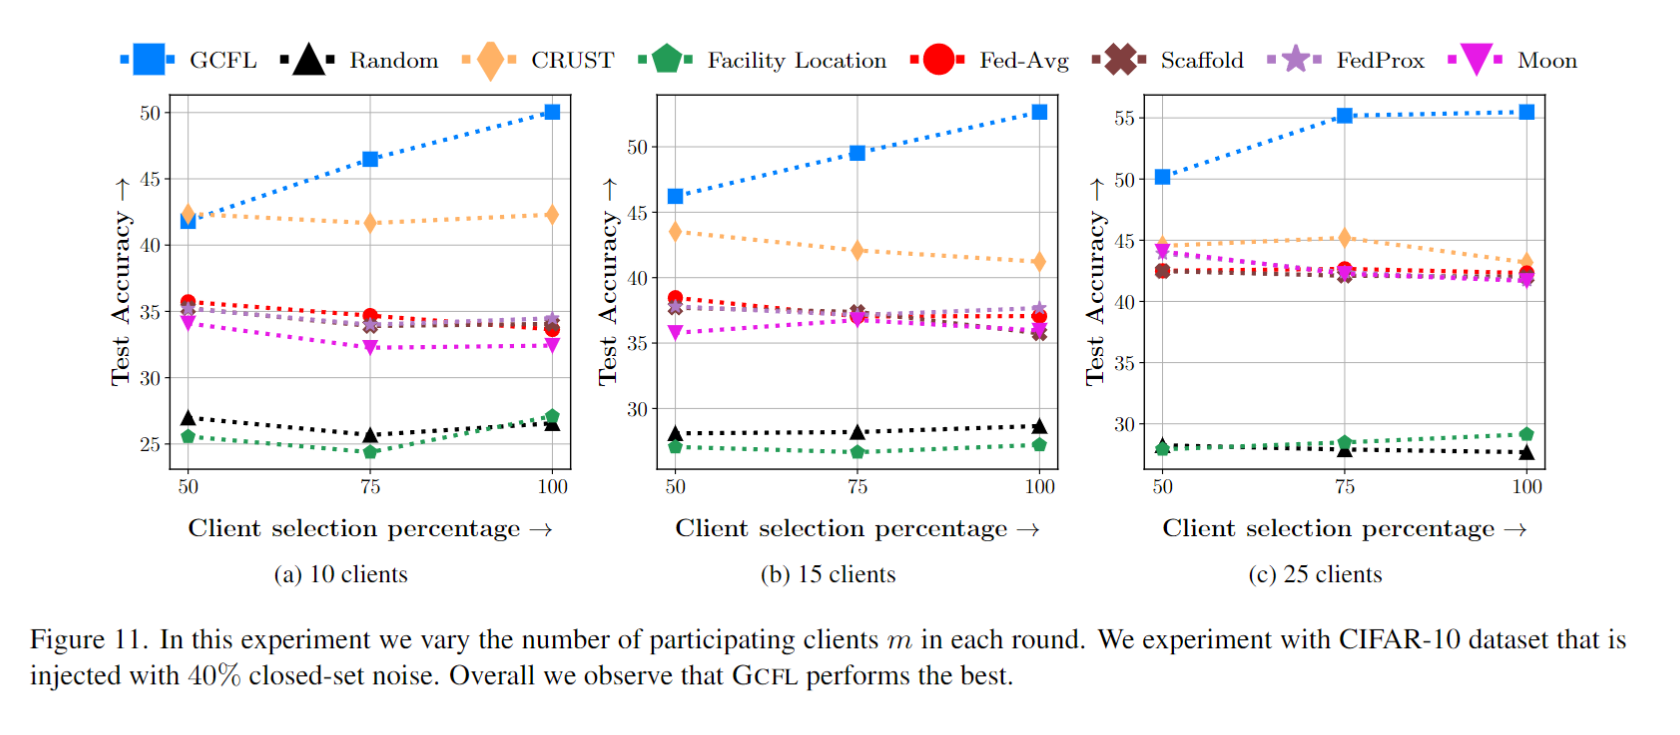 GCFL Random CRUST Facility Location Fed-Avg Scaffold FedProx Moon
Test Accuracy →
50
45
40
35
30
25
50 75 100
Client selection percentage →
(a) 10 clients
Test Accuracy →
50
45
40
35
30
50 75 100
Client selection percentage →
(b) 15 clients
Test Accuracy →
55
50
45
40
35
30
50 75 100
Client selection percentage →
(c) 25 clients
Figure 11. In this experiment we vary the number of participating clients m in each round. We experiment with CIFAR-10 dataset that is
injected with 40% closed-set noise. Overall we observe that GCFL performs the best.